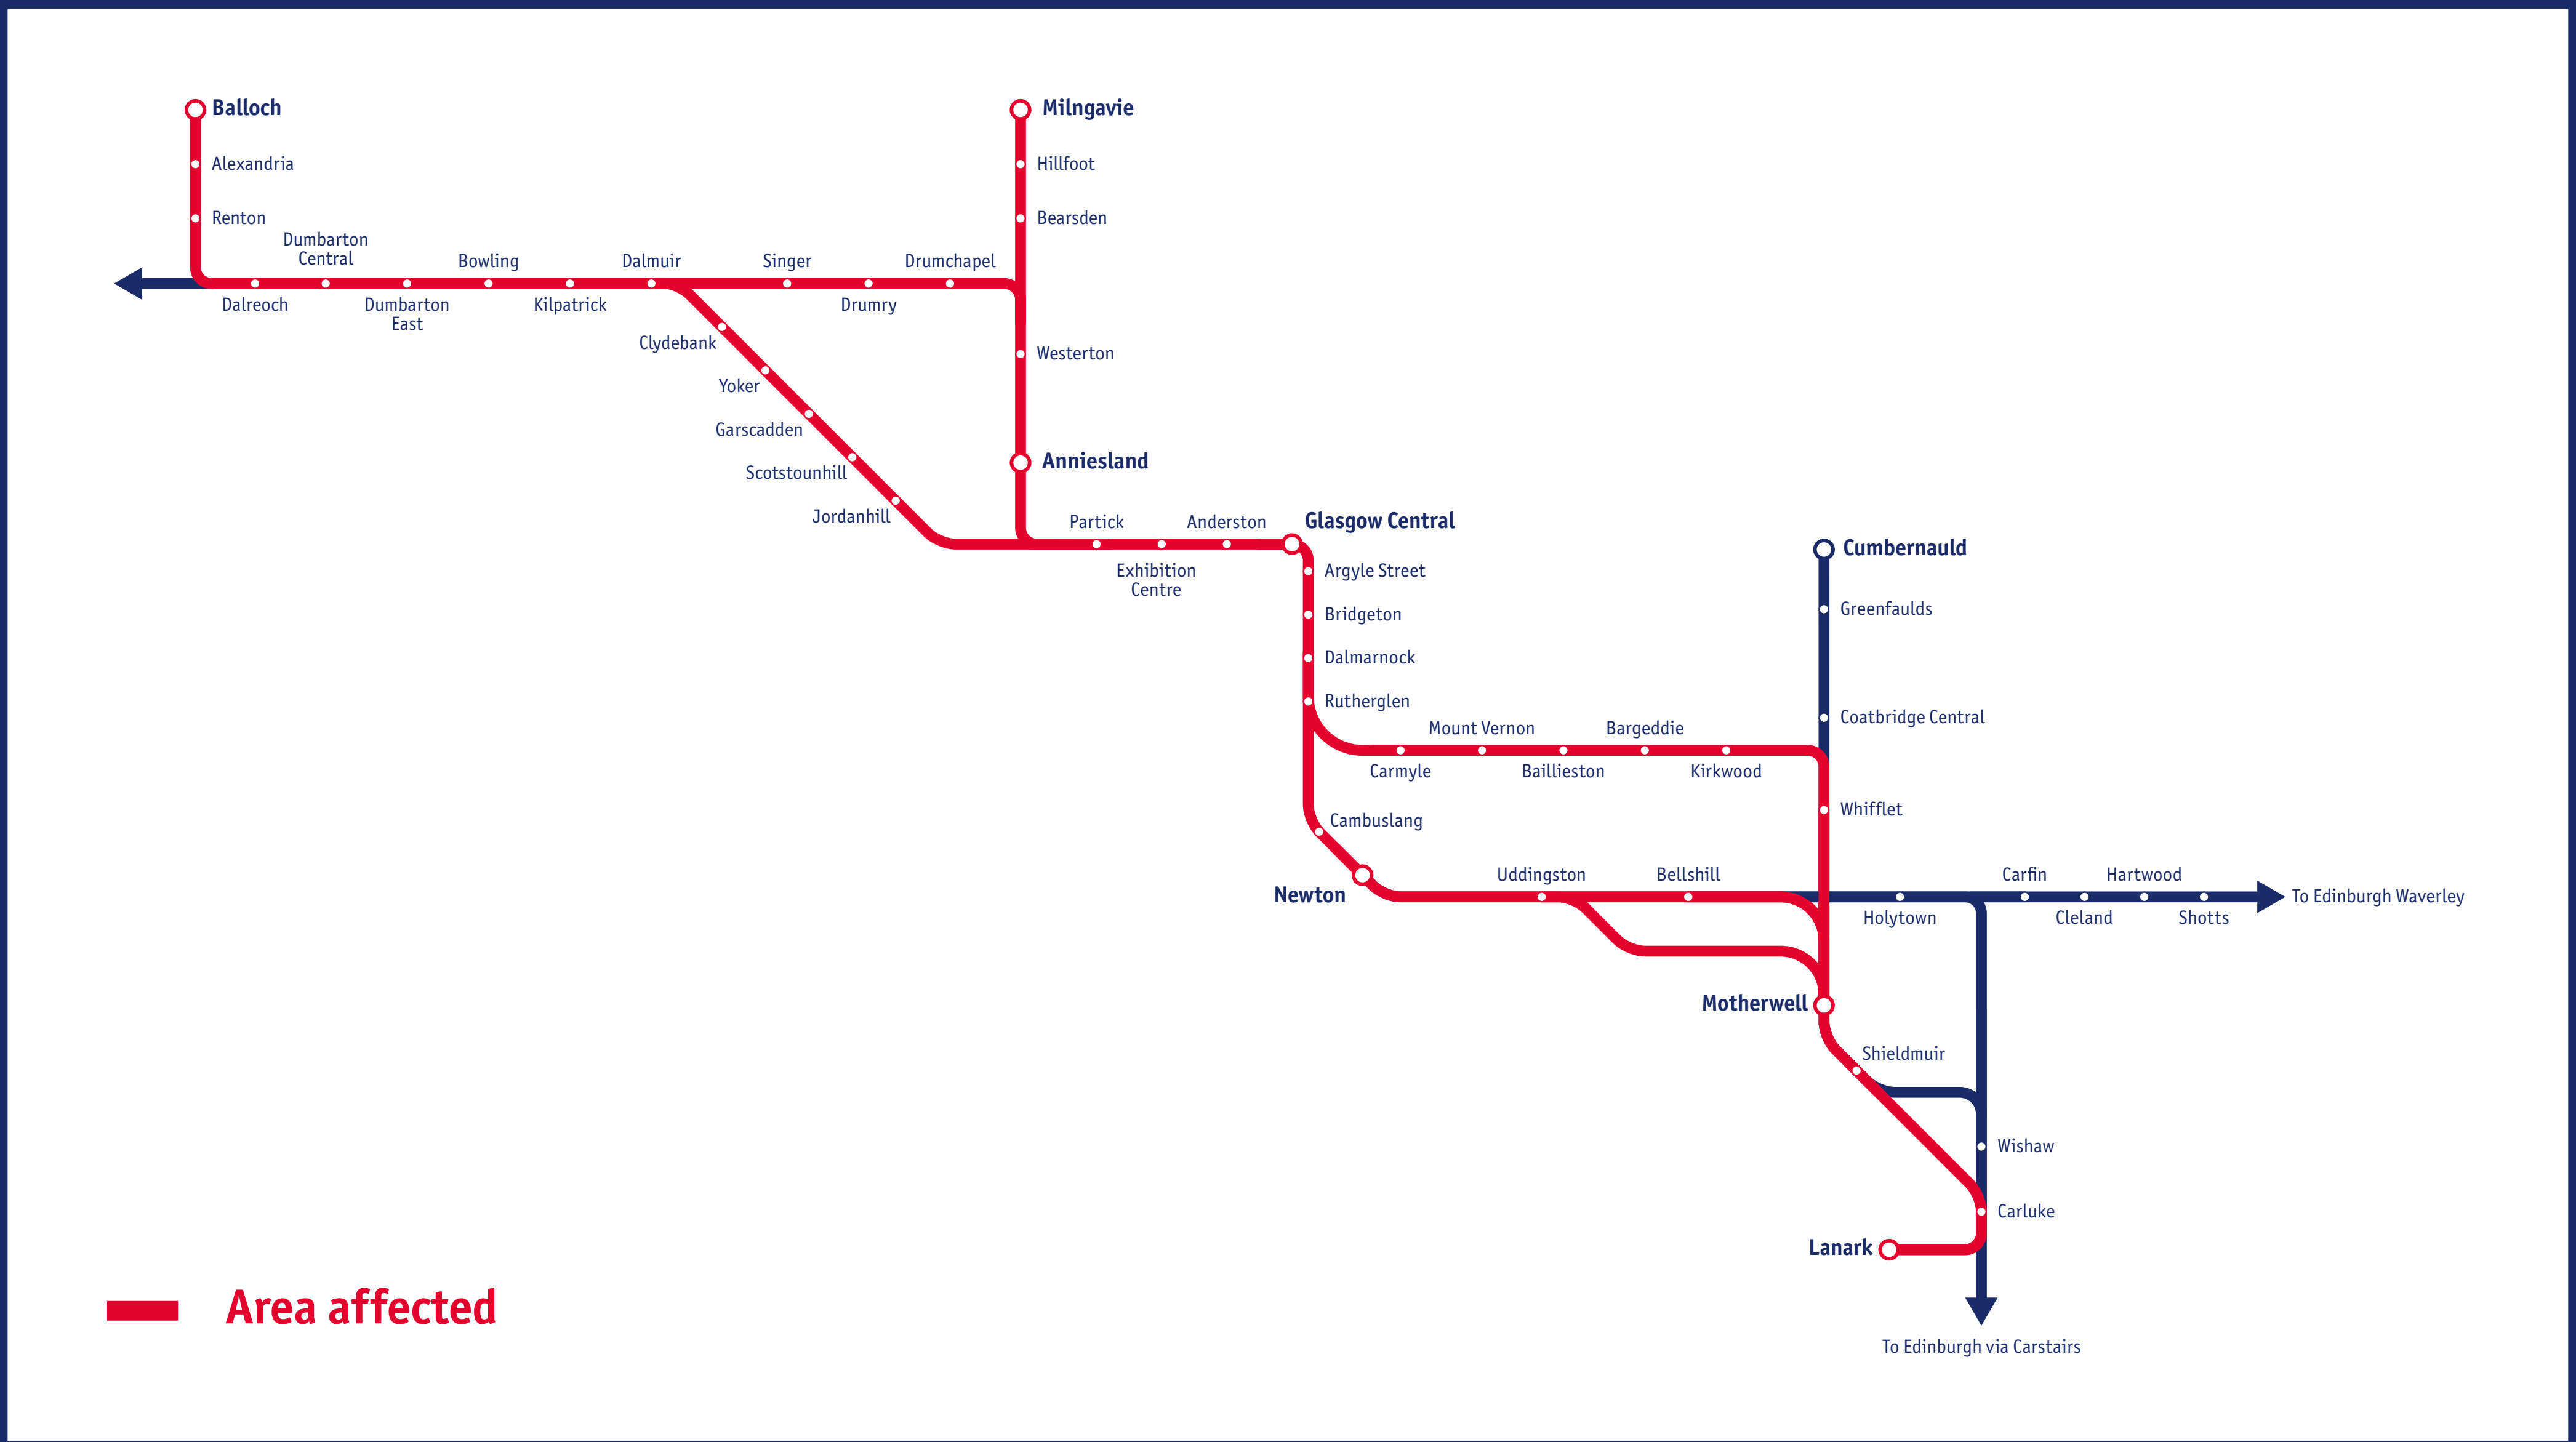 Balloch
Milngavie
Alexandria
Hillfoot
Renton
Bearsden
Dumbarton
Central
Bowling
Dalmuir
Singer
Drumchapel
Dalreoch
Dumbarton
East
Kilpatrick
Drumry
Clydebank
Westerton
Yoker
Garscadden
Scotstounhill
Anniesland
Jordanhill
Partick
Anderston
Glasgow Central
Exhibition
Centre
Cumbernauld
Argyle Street
Bridgeton
Greenfaulds
Dalmarnock
Rutherglen
Mount Vernon
Bargeddie
Coatbridge Central
Carmyle
Baillieston
Kirkwood
Whifflet
Cambuslang
Newton
Uddingston
Bellshill
Carfin
Hartwood
Holytown
Cleland
Shotts
To Edinburgh Waverley
Motherwell
Shieldmuir
Wishaw
Carluke
Lanark
Area affected
To Edinburgh via Carstairs